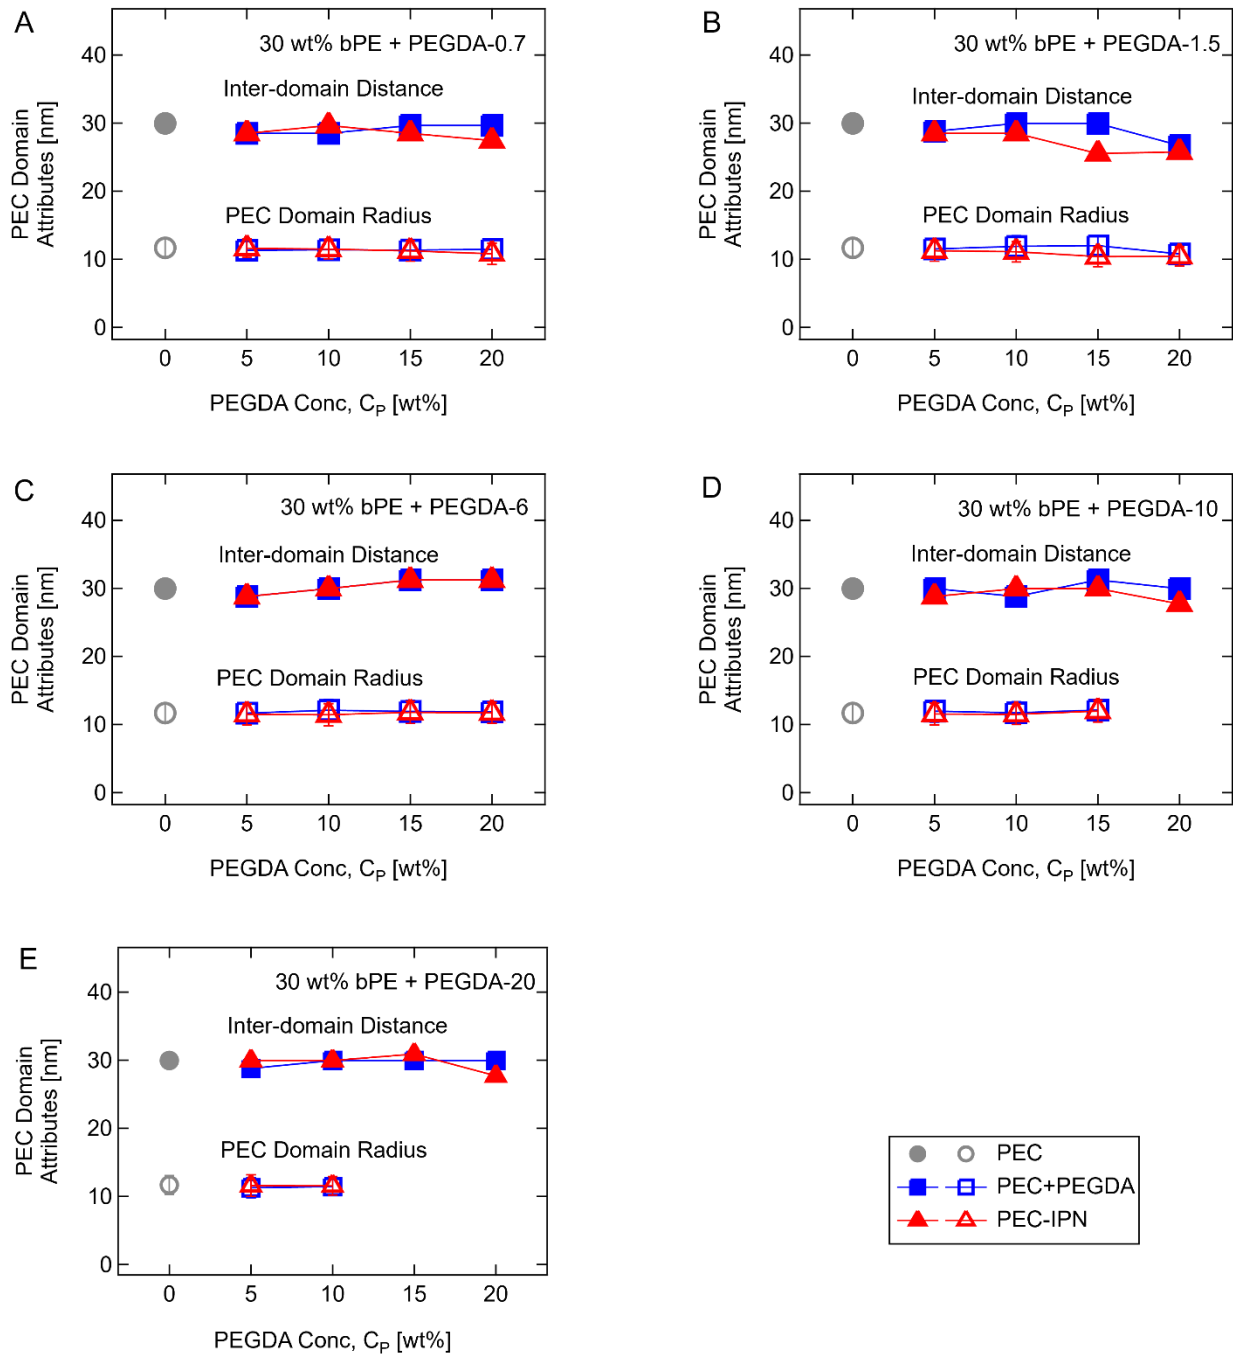 A
30 wt% bPE + PEGDA-0.7
Inter-domain Distance
PEC Domain Radius
PEC Domain
Attributes [nm]
40
30
20
10
0
0 5 10 15 20
PEGDA Conc, CP [wt%]
B
30 wt% bPE + PEGDA-1.5
Inter-domain Distance
PEC Domain Radius
PEC Domain
Attributes [nm]
40
30
20
10
0
0 5 10 15 20
PEGDA Conc, CP [wt%]
C
30 wt% bPE + PEGDA-6
Inter-domain Distance
PEC Domain Radius
PEC Domain
Attributes [nm]
40
30
20
10
0
0 5 10 15 20
PEGDA Conc, CP [wt%]
D
30 wt% bPE + PEGDA-10
Inter-domain Distance
PEC Domain Radius
PEC Domain
Attributes [nm]
40
30
20
10
0
0 5 10 15 20
PEGDA Conc, CP [wt%]
E
30 wt% bPE + PEGDA-20
Inter-domain Distance
PEC Domain Radius
PEC Domain
Attributes [nm]
40
30
20
10
0
0 5 10 15 20
PEGDA Conc, CP [wt%]
PEC
PEC+PEGDA
PEC-IPN